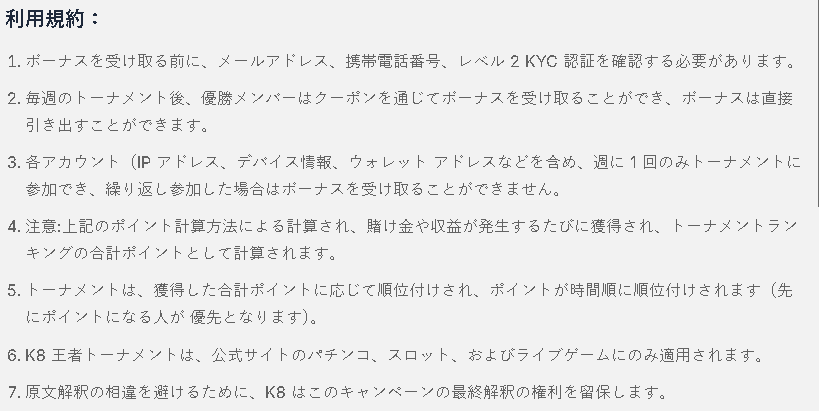 利用規約：
1. ボーナスを受け取る前に、メールアドレス、携帯電話番号、レベル 2 KYC 認証を確認する必要があります。
2. 毎週のトーナメント後、優勝メンバーはクーポンを通じてボーナスを受け取ることができ、ボーナスは直接
引き出すことができます。
3. 各アカウント（IP アドレス、デバイス情報、ウォレット アドレスなどを含め、週に 1 回のみトーナメントに
参加でき、繰り返し参加した場合はボーナスを受け取ることができません。
4. 注意:上記のポイント計算方法による計算され、賭け金や収益が発生するたびに獲得され、トーナメントラン
キングの合計ポイントとして計算されます。
5. トーナメントは、獲得した合計ポイントに応じて順位付けされ、ポイントが時間順に順位付けされます（先
にポイントになる人が 優先となります)。
6. K8 王者トーナメントは、公式サイトのパチンコ、スロット、およびライブゲームにのみ適用されます。
7. 原文解釈の相違を避けるために、K8 はこのキャンペーンの最終解釈の権利を留保します。